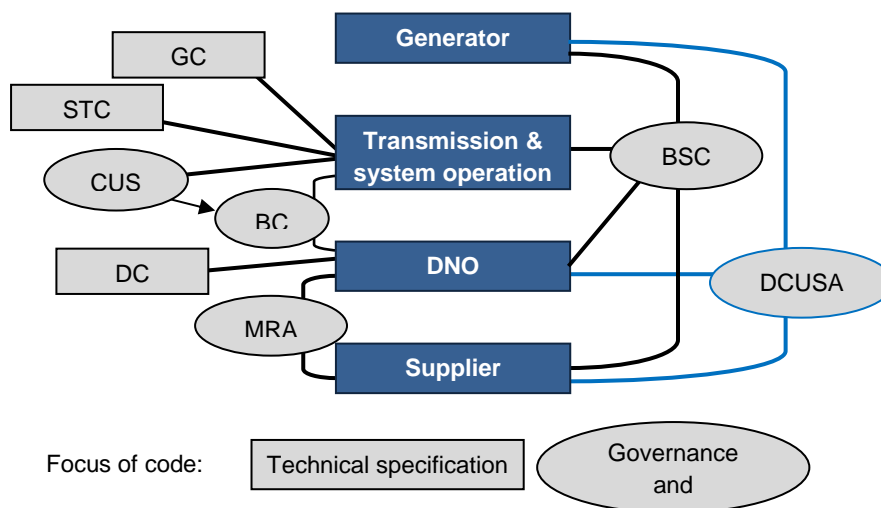 Generator
GC
STC
Transmission &
system operation
BSC
CUS
BC
DNO
DC
DCUSA
MRA
Supplier
Focus of code:
Technical specification
Governance
and